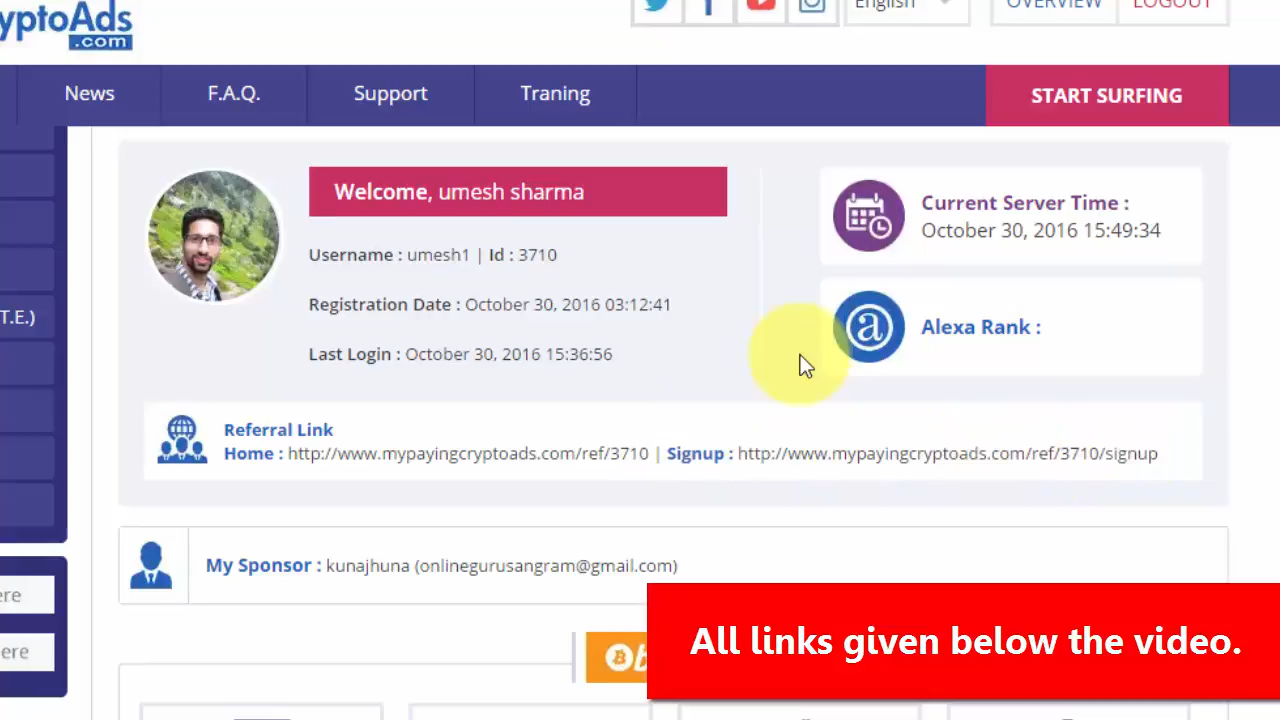 yptoAds
.com
English
OVERVIEW
LOGOUT
News
F.A.Q.
Support
Traning
START SURFING
Welcome, umesh sharma
Username : umesh1 | Id : 3710
Registration Date : October 30, 2016 03:12:41
Last Login : October 30, 2016 15:36:56
Current Server Time :
October 30, 2016 15:49:34
Alexa Rank :
T.E.)
Referral Link
Home : http://www.mypayingcryptoads.com/ref/3710 | Signup : http://www.mypayingcryptoads.com/ref/3710/signup
My Sponsor : kunajhuna (onlinegurusangram@gmail.com)
ere
ere
All links given below the video.